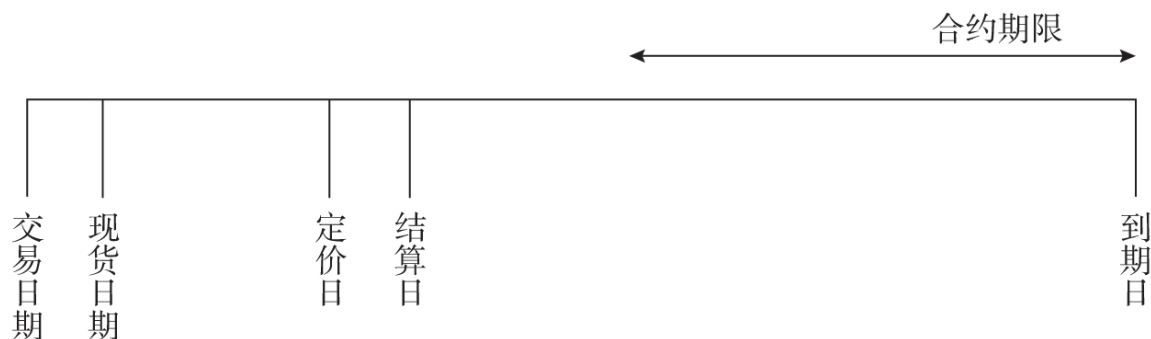 合约期限
交易日期
现货日期
定价日
结算日
到期日